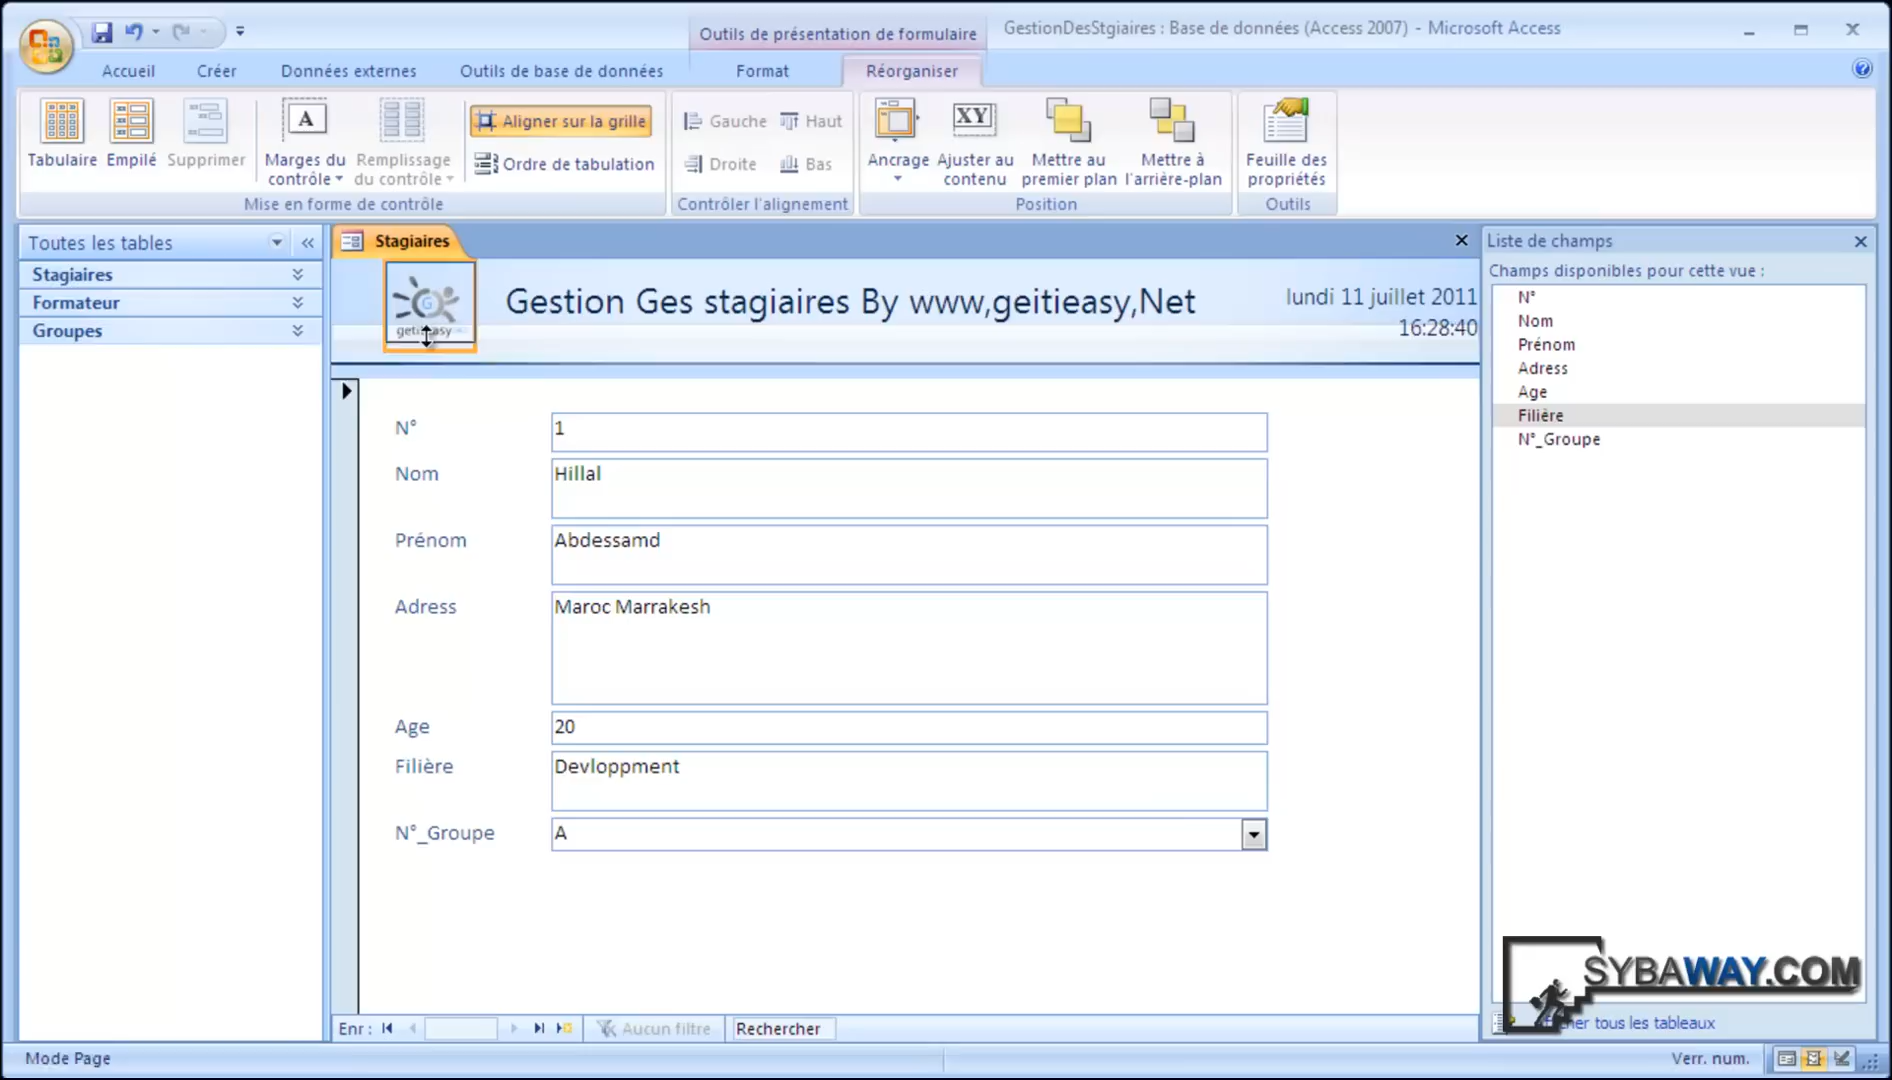 Outils de présentation de formulaire
GestionDesStgiaires : Base de données (Access 2007) - Microsoft Access
Accueil
Créer
Données externes
Outils de base de données
Format
Réorganiser
Tabulaire
Empilé
Supprimer
Marges du contrôle
Remplissage du contrôle
Aligner sur la grille
Ordre de tabulation
Gauche
Haut
Droite
Bas
Ancrage
XY
Ajuster au contenu
Mettre au premier plan
Mettre à l'arrière-plan
Feuille des propriétés
Mise en forme de contrôle
Contrôler l'alignement
Position
Outils
Toutes les tables
Stagiaires
Formateur
Groupes
Stagiaires
Gestion Ges stagiaires By www,geitieasy,Net
lundi 11 juillet 2011
16:28:40
N°
1
Nom
Hillal
Prénom
Abdessamd
Adress
Maroc Marrakesh
Age
20
Filière
Devloppment
N°_Groupe
A
Liste de champs
Champs disponibles pour cette vue :
N°
Nom
Prénom
Adress
Age
Filière
N°_Groupe
SYBAWAY.COM
tous les tableaux
Enr :
Aucun filtre
Rechercher
Mode Page
Verr. num.